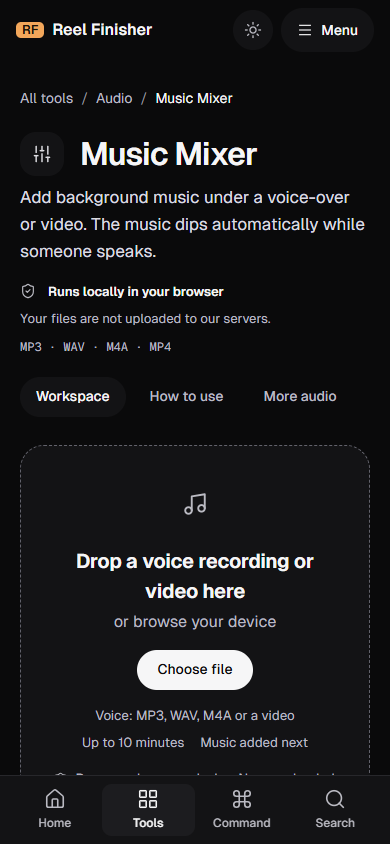 RF Reel Finisher
Menu
All tools / Audio / Music Mixer
Music Mixer
Add background music under a voice-over
or video. The music dips automatically while
someone speaks.
Runs locally in your browser
Your files are not uploaded to our servers.
MP3 · WAV · M4A · MP4
Workspace
How to use
More audio
Drop a voice recording or
video here
or browse your device
Choose file
Voice: MP3, WAV, M4A or a video
Up to 10 minutes
Music added next
Home
Tools
Command
Search